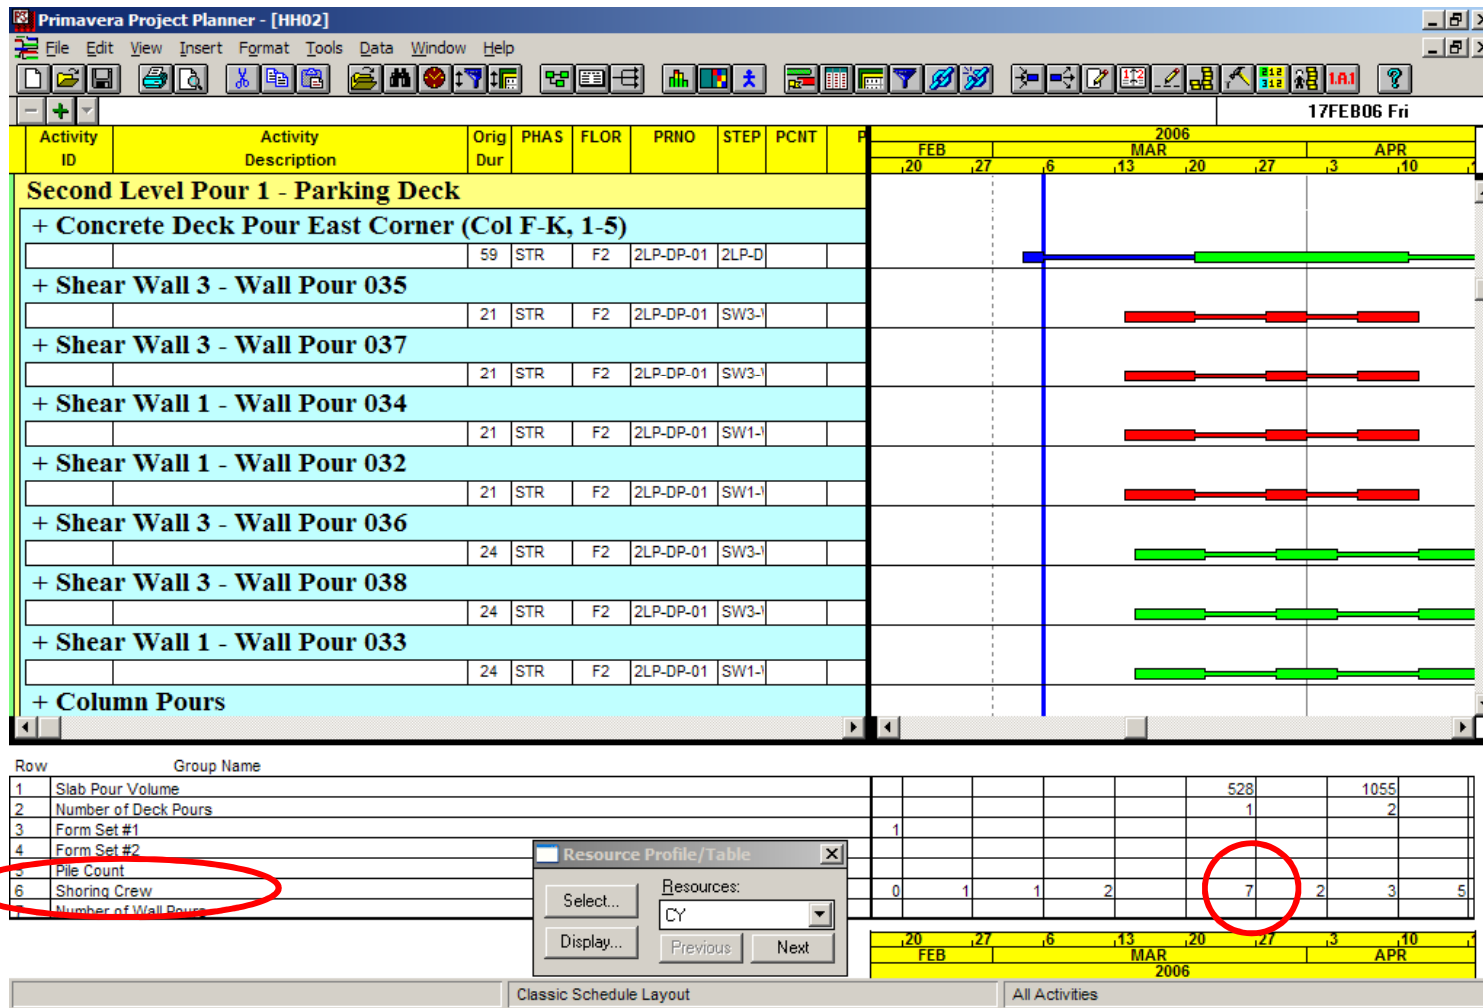 Primavera Project Planner - [HH02]
File Edit View Insert Format Tools Data Window Help
17FEB06 Fri
Activity ID Activity Description Orig Dur PHAS FLOR PRNO STEP PCNT P
2006
FEB MAR APR
20 27 6 13 20 27 3 10 1
Second Level Pour 1 - Parking Deck
+ Concrete Deck Pour East Corner (Col F-K, 1-5)
59 STR F2 2LP-DP-01 2LP-D
+ Shear Wall 3 - Wall Pour 035
21 STR F2 2LP-DP-01 SW3-
+ Shear Wall 3 - Wall Pour 037
21 STR F2 2LP-DP-01 SW3-
+ Shear Wall 1 - Wall Pour 034
21 STR F2 2LP-DP-01 SW1-
+ Shear Wall 1 - Wall Pour 032
21 STR F2 2LP-DP-01 SW1-
+ Shear Wall 3 - Wall Pour 036
24 STR F2 2LP-DP-01 SW3-
+ Shear Wall 3 - Wall Pour 038
24 STR F2 2LP-DP-01 SW3-
+ Shear Wall 1 - Wall Pour 033
24 STR F2 2LP-DP-01 SW1-
+ Column Pours
Row Group Name
1 Slab Pour Volume 528 1055
2 Number of Deck Pours 1 2
3 Form Set #1 1
4 Form Set #2
5 Pile Count
6 Shoring Crew 0 1 1 2 7 2 3 5
7 Number of Wall Pours
Resource Profile/Table
Select... Resources:
CY
Display... Previous Next
20 27 6 13 20 27 3 10 1
FEB MAR APR
2006
Classic Schedule Layout All Activities